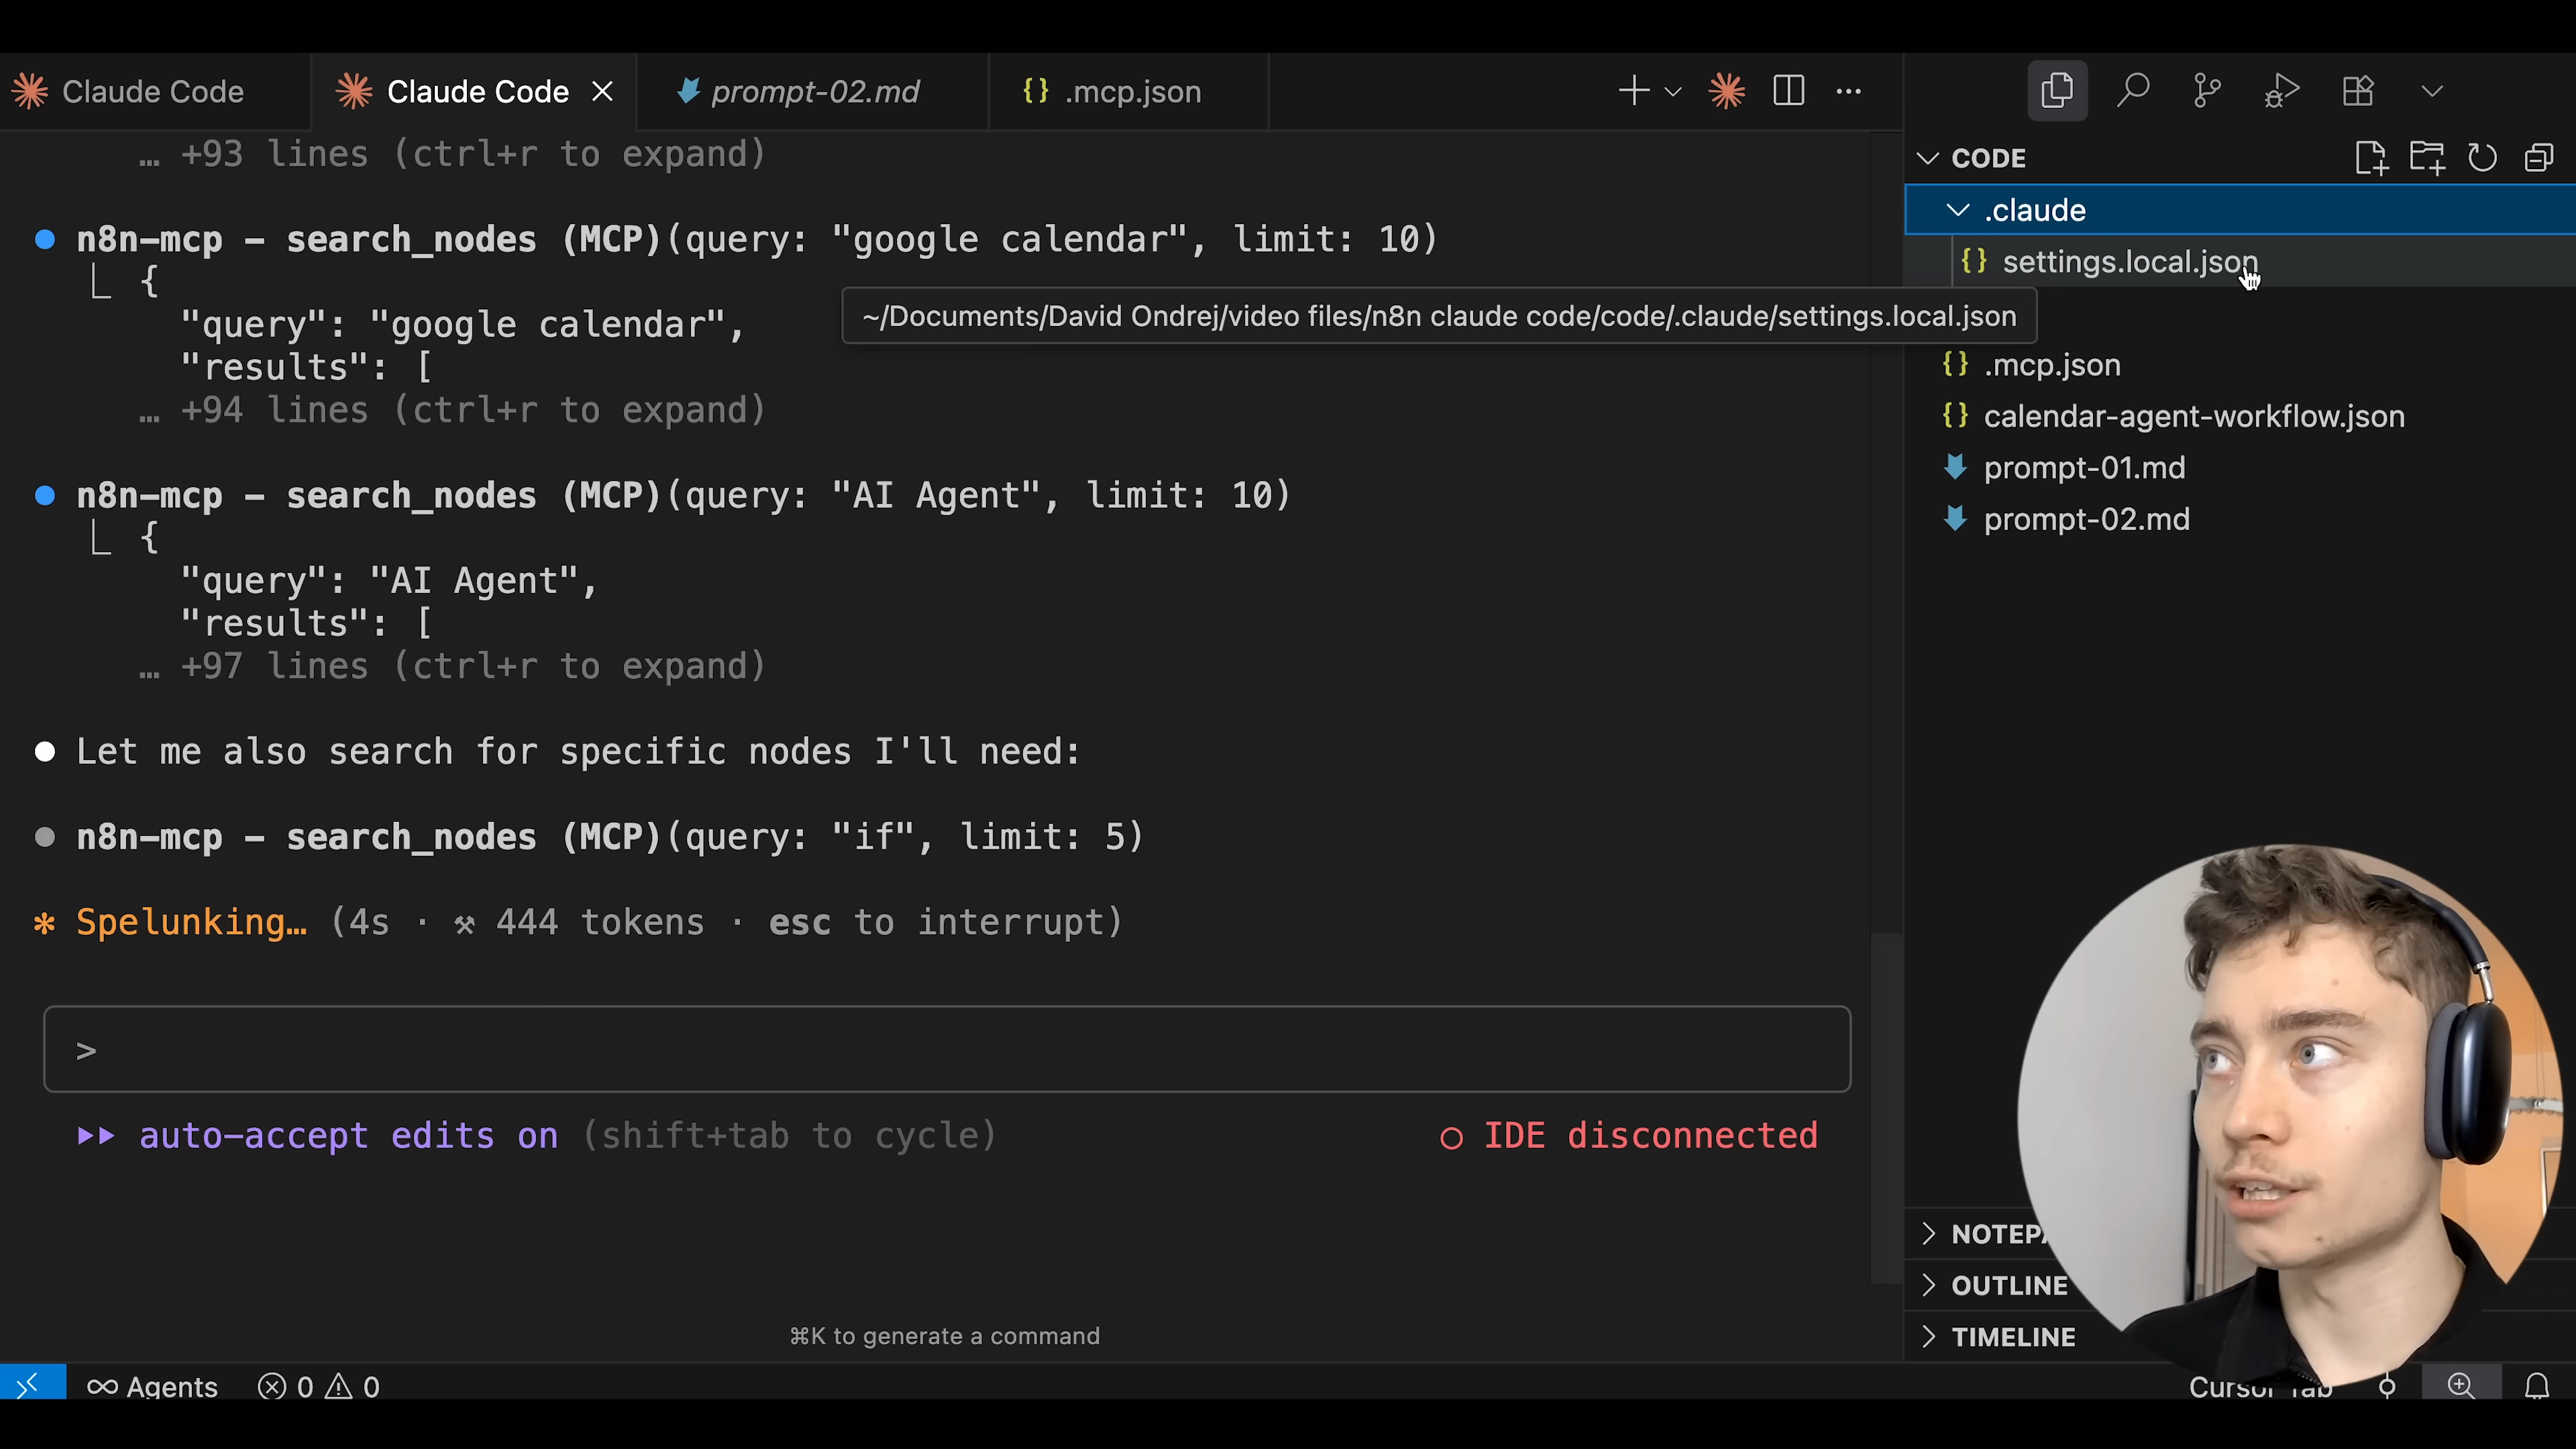 Claude Code
Claude Code
prompt-02.md
{} .mcp.json
… +93 lines (ctrl+r to expand)
n8n-mcp - search_nodes (MCP)(query: "google calendar", limit: 10)
{
"query": "google calendar",
"results": [
… +94 lines (ctrl+r to expand)
n8n-mcp - search_nodes (MCP)(query: "AI Agent", limit: 10)
{
"query": "AI Agent",
"results": [
… +97 lines (ctrl+r to expand)
Let me also search for specific nodes I'll need:
n8n-mcp - search_nodes (MCP)(query: "if", limit: 5)
Spelunking… (4s · ⚒ 444 tokens · esc to interrupt)
>
auto-accept edits on (shift+tab to cycle)
IDE disconnected
⌘K to generate a command
CODE
.claude
{} settings.local.json
~/Documents/David Ondrej/video files/n8n claude code/code/.claude/settings.local.json
{} .mcp.json
{} calendar-agent-workflow.json
prompt-01.md
prompt-02.md
OUTLINE
TIMELINE
Agents
0
0
Cursor Tab